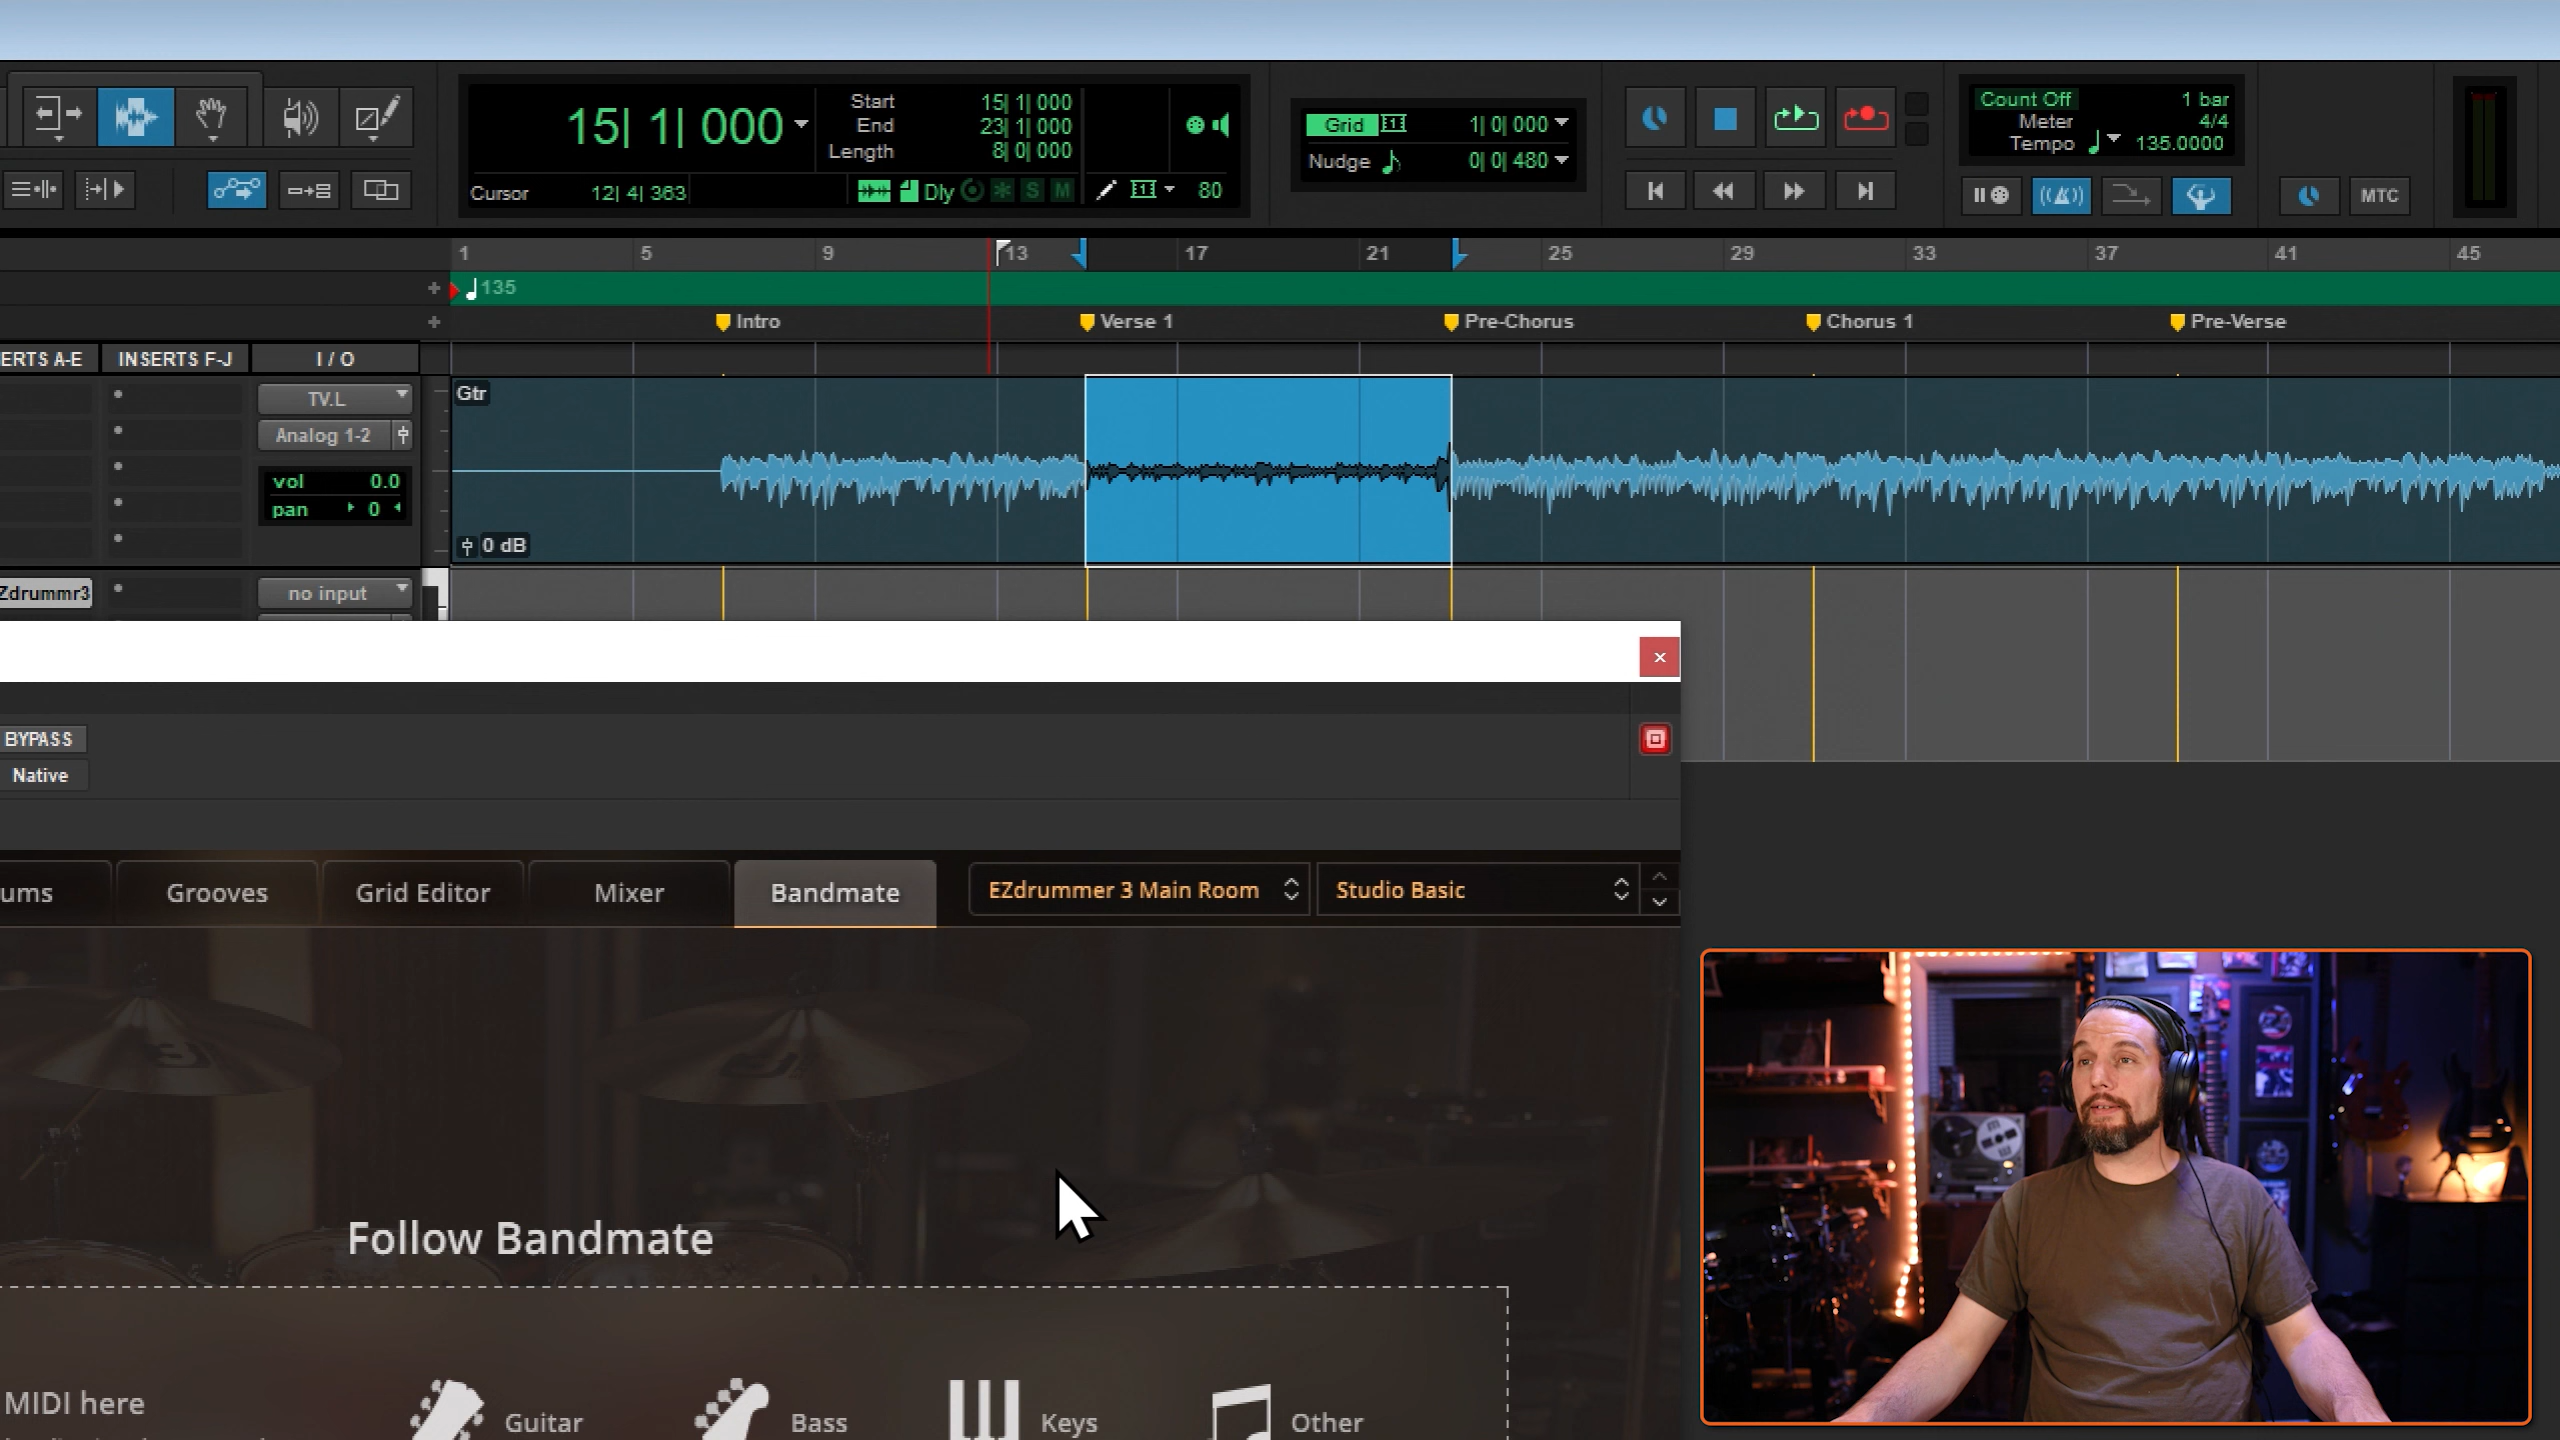 15| 1| 000
Start 15| 1| 000
End 23| 1| 000
Length 8| 0| 000
Cursor 12| 4| 363
Dly
S M
80
Grid 1| 0| 000
Nudge 0| 0| 480
Count Off 1 bar
Meter 4/4
Tempo 135.0000
MTC
1 5 9 13 17 21 25 29 33 37 41 45
135
Intro Verse 1 Pre-Chorus Chorus 1 Pre-Verse
ERTS A-E INSERTS F-J I / O
Gtr
TV.L
Analog 1-2
vol 0.0
pan 0
0 dB
Zdrummr3 no input
BYPASS
Native
ums Grooves Grid Editor Mixer Bandmate EZdrummer 3 Main Room Studio Basic
Follow Bandmate
MIDI here Guitar Bass Keys Other